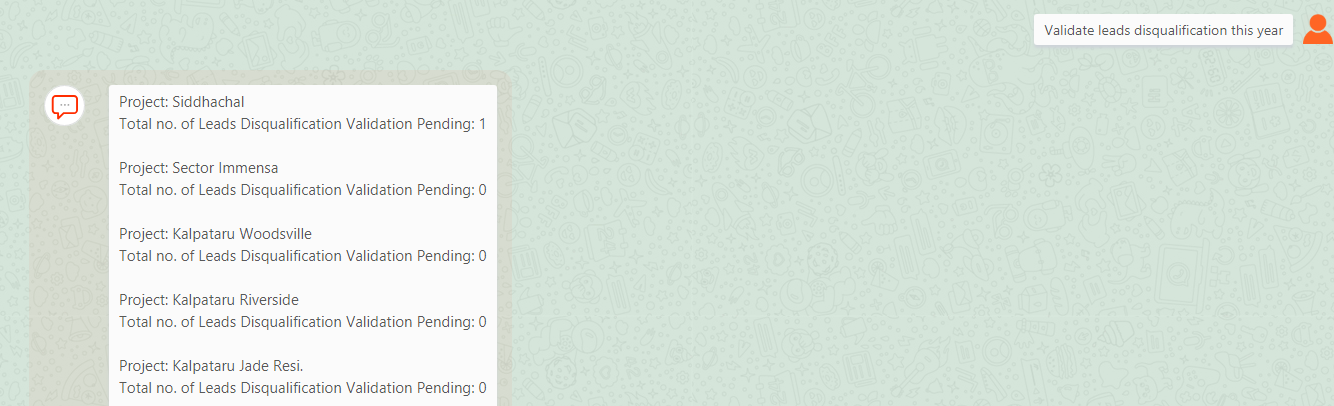 Validate leads disqualification this year
Project: Siddhachal
Total no. of Leads Disqualification Validation Pending: 1
Project: Sector Immensa
Total no. of Leads Disqualification Validation Pending: 0
Project: Kalpataru Woodsville
Total no. of Leads Disqualification Validation Pending: 0
Project: Kalpataru Riverside
Total no. of Leads Disqualification Validation Pending: 0
Project: Kalpataru Jade Resi.
Total no. of Leads Disqualification Validation Pending: 0